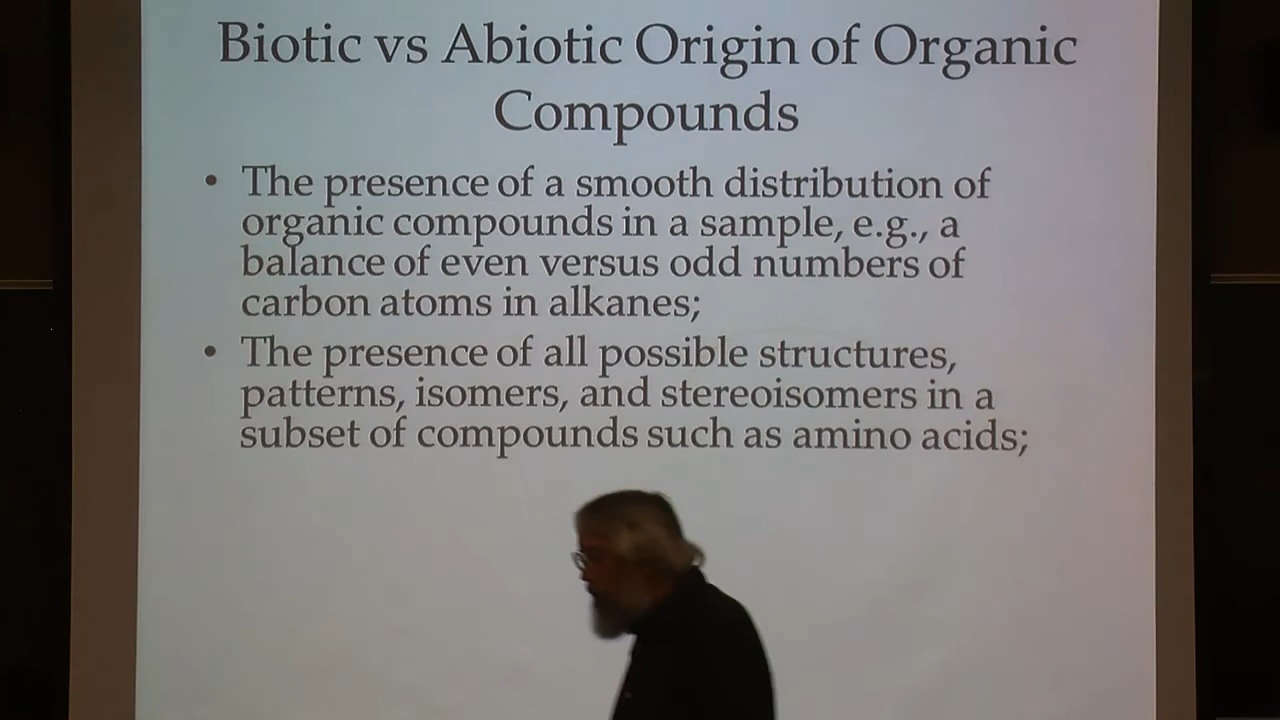 Biotic vs Abiotic Origin of Organic
Compounds
• The presence of a smooth distribution of
organic compounds in a sample, e.g., a
balance of even versus odd numbers of
carbon atoms in alkanes;
• The presence of all possible structures,
patterns, isomers, and stereoisomers in a
subset of compounds such as amino acids;